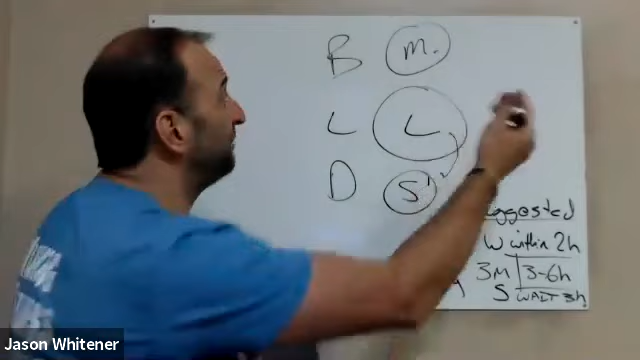 B m.
L L
D S
ggested
W within 2h
3M 3-6h
S WAIT 3h
Jason Whitener